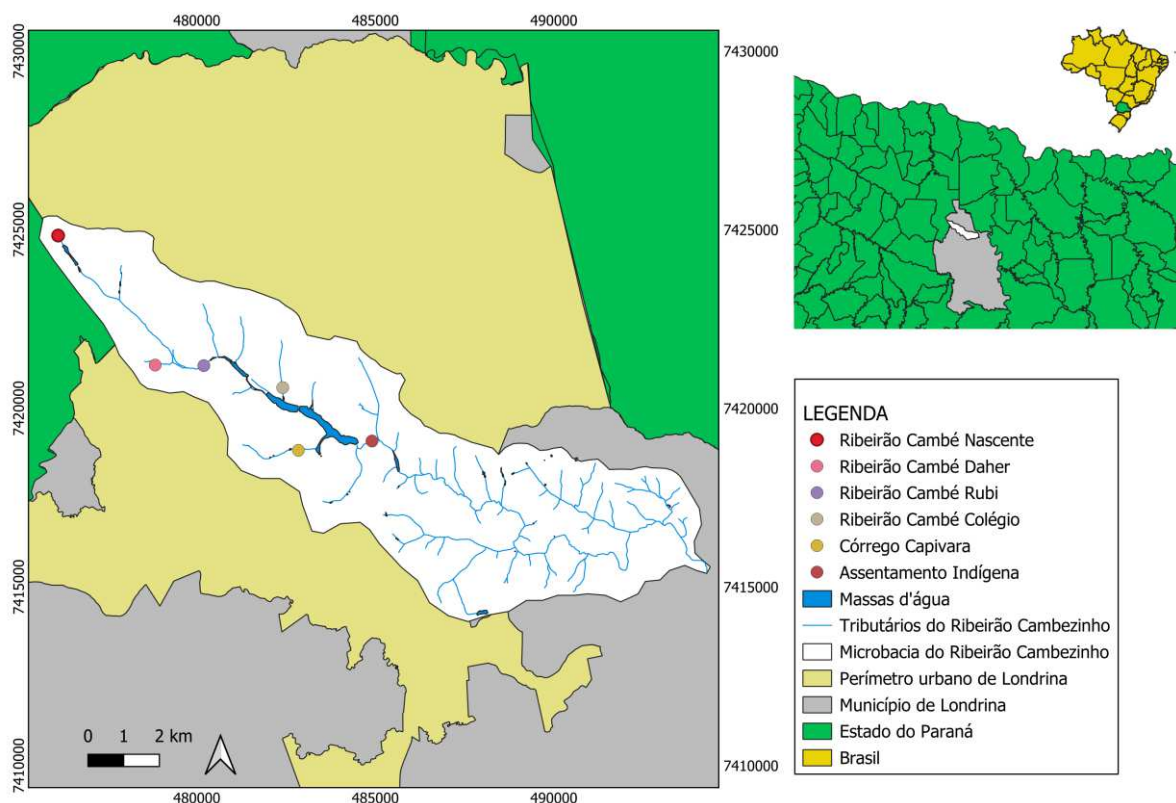 480000
485000
490000
7430000
7430000
7425000
7425000
7420000
7420000
7415000
7415000
7410000
7410000
0 1 2 km
480000
485000
490000
LEGENDA
Ribeirão Cambé Nascente
Ribeirão Cambé Daher
Ribeirão Cambé Rubi
Ribeirão Cambé Colégio
Córrego Capivara
Assentamento Indígena
Massas d'água
Tributários do Ribeirão Cambezinho
Microbacia do Ribeirão Cambezinho
Perímetro urbano de Londrina
Município de Londrina
Estado do Paraná
Brasil